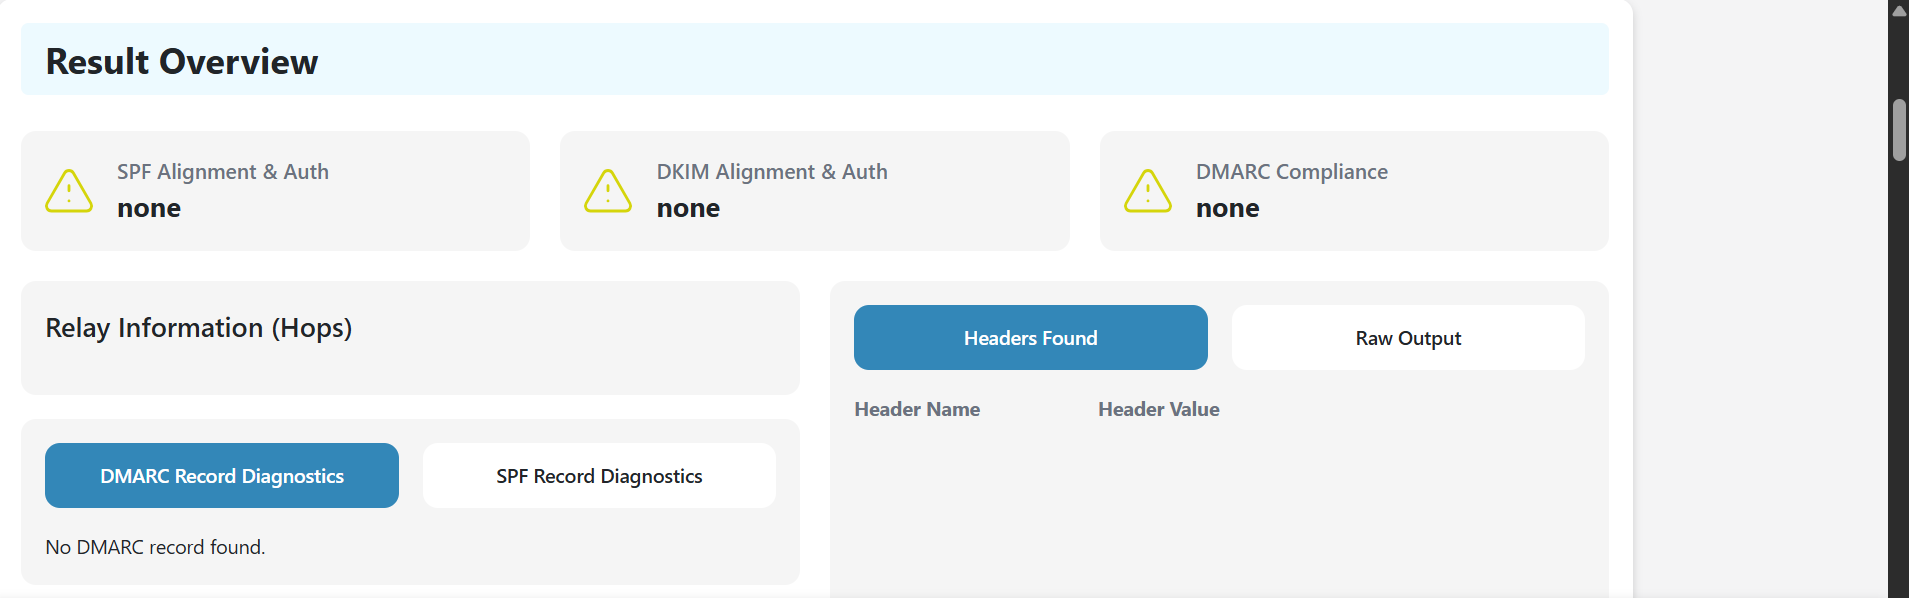 Result Overview
SPF Alignment & Auth
none
DKIM Alignment & Auth
none
DMARC Compliance
none
Relay Information (Hops)
DMARC Record Diagnostics
SPF Record Diagnostics
No DMARC record found.
Headers Found
Raw Output
Header Name
Header Value